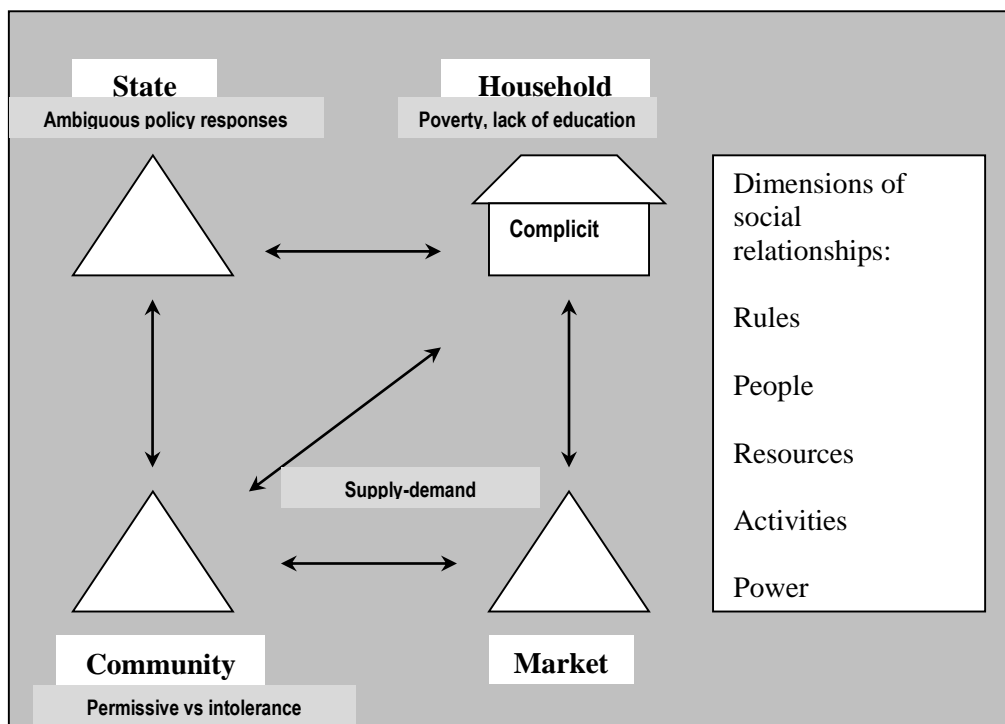 State
Ambiguous policy responses
Household
Poverty, lack of education
Complicit
Dimensions of
social
relationships:
Rules
People
Resources
Activities
Power
Supply-demand
Community
Permissive vs intolerance
Market